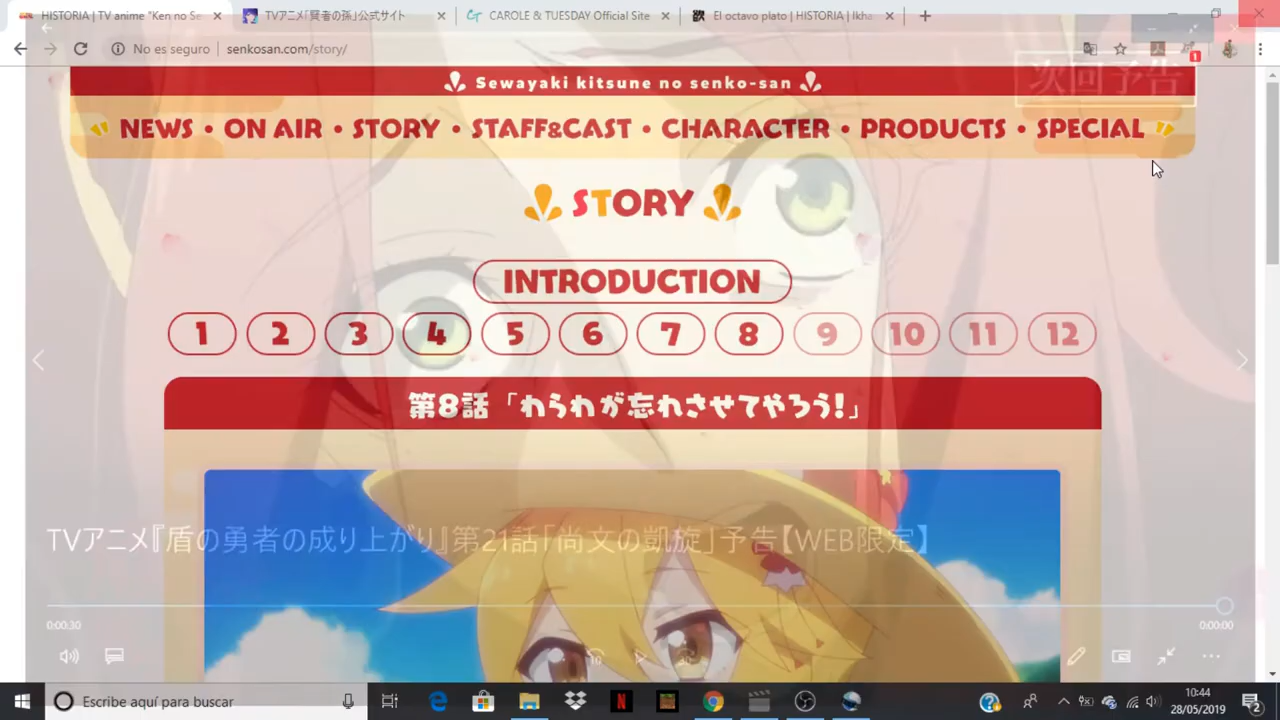 HISTORIA | TV anime "Ken no Se
TVアニメ「賢者の孫」公式サイト
CAROLE & TUESDAY Official Site
El octavo plato | HISTORIA | Ikha
No es seguro
senkosan.com/story/
次回予告
Sewayaki kitsune no senko-san
NEWS • ON AIR • STORY • STAFF&CAST • CHARACTER • PRODUCTS • SPECIAL
STORY
INTRODUCTION
1 2 3 4 5 6 7 8 9 10 11 12
第8話「わらわが忘れさせてやろう!」
TVアニメ『盾の勇者の成り上がり』第21話「尚文の凱旋」予告【WEB限定】
0:00:30
0:00:00
10
30
Escribe aquí para buscar
10:44
28/05/2019
2